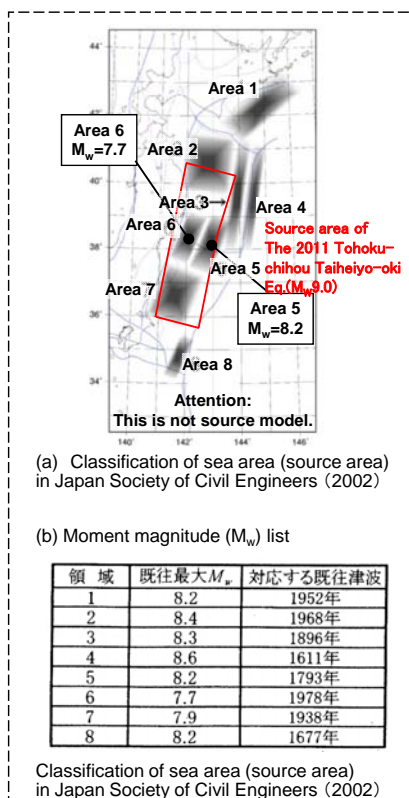 44°
Area 1
Area 6
Mw=7.7
Area 2
40°
Area 3→
Area 4
Area 6
Source area of
The 2011 Tohoku-
chihou Taiheiyo-oki
Eq.(Mw9.0)
38°
Area 5
Area 7
36°
Area 5
Mw=8.2
Area 8
34°
Attention:
This is not source model.
140° 142° 144° 146°
(a) Classification of sea area (source area)
in Japan Society of Civil Engineers（2002）
(b) Moment magnitude (Mw) list
領 域 既往最大Mw 対応する既往津波
1 8.2 1952年
2 8.4 1968年
3 8.3 1896年
4 8.6 1611年
5 8.2 1793年
6 7.7 1978年
7 7.9 1938年
8 8.2 1677年
Classification of sea area (source area)
in Japan Society of Civil Engineers（2002）